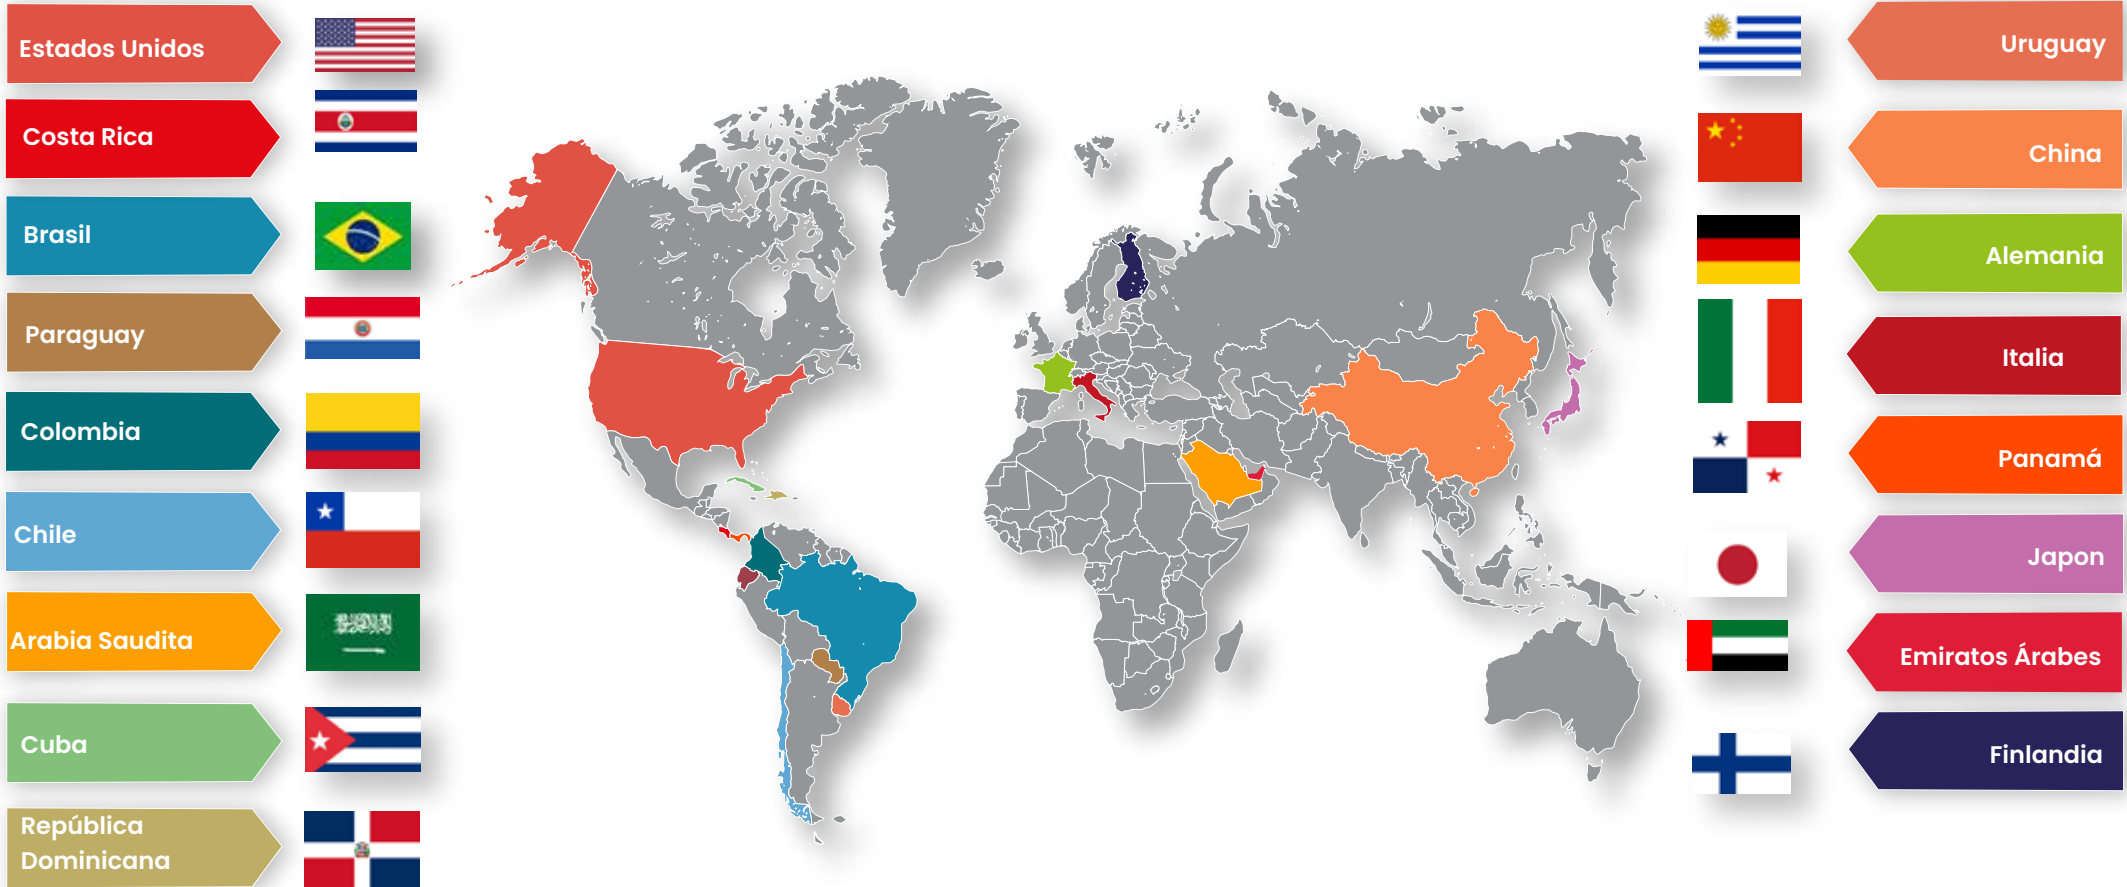 Estados Unidos
Costa Rica
Brasil
Paraguay
Colombia
Chile
Arabia Saudita
Cuba
República
Dominicana
Uruguay
China
Alemania
Italia
Panamá
Japon
Emiratos Árabes
Finlandia